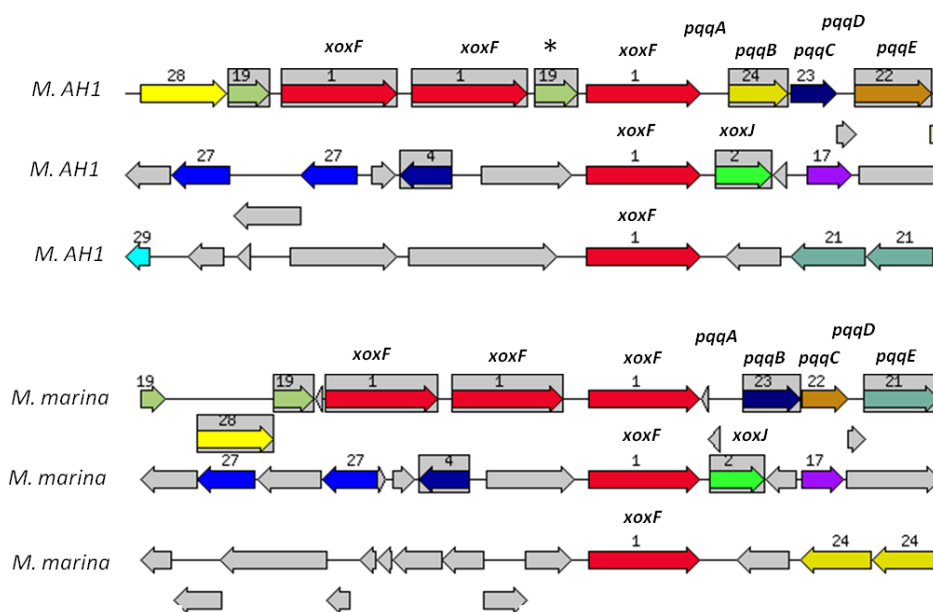 pqqD
xoxF xoxF * xoxF pqqA pqqB pqqC pqqE
M. AH1 28 19 1 1 19 1 24 23 22
xoxF xoxJ
M. AH1 27 27 4 1 2 17
xoxF
M. AH1 29 1 21 21
pqqA pqqD
xoxF xoxF xoxF pqqB pqqC pqqE
M. marina 19 19 1 1 1 23 22 21
28
xoxF xoxJ
M. marina 27 27 4 1 2 17
xoxF
M. marina 1 24 24